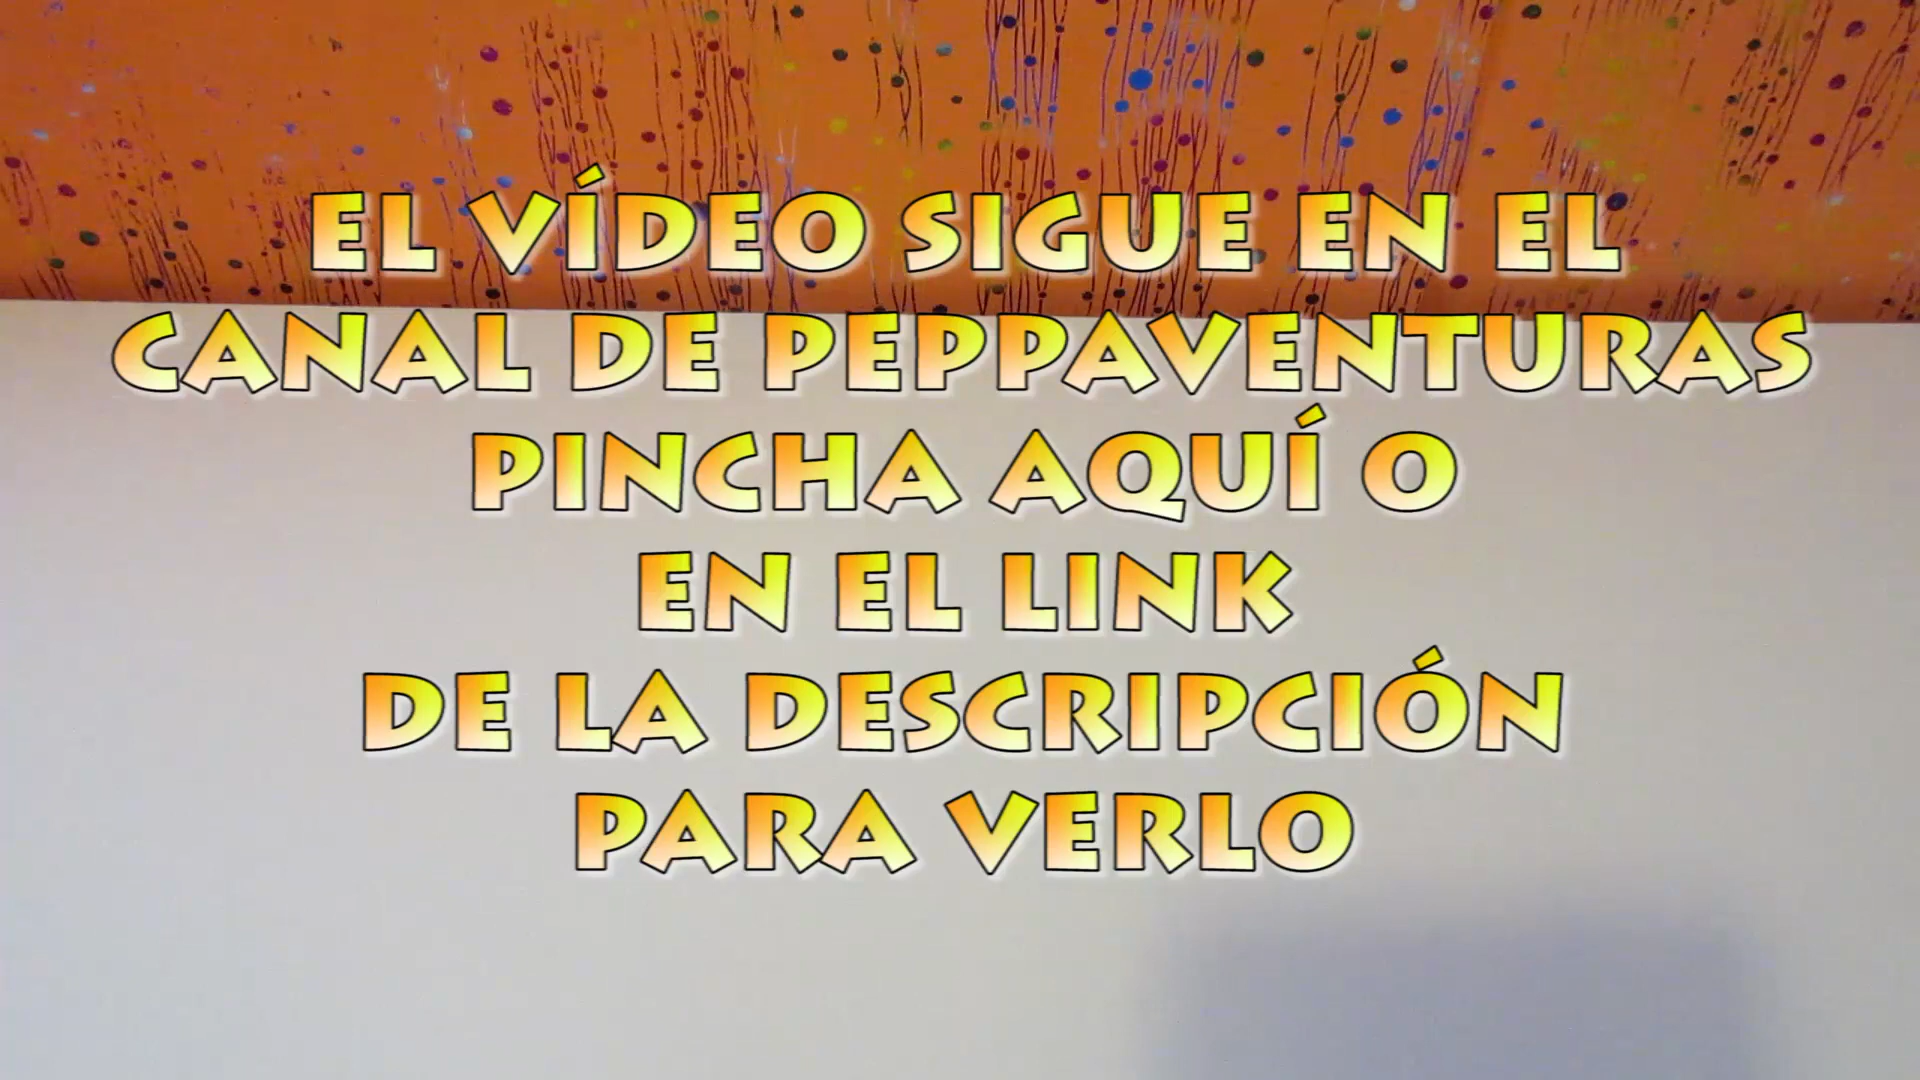 EL VÍDEO SIGUE EN EL
CANAL DE PEPPAVENTURAS
PINCHA AQUÍ O
EN EL LINK
DE LA DESCRIPCIÓN
PARA VERLO